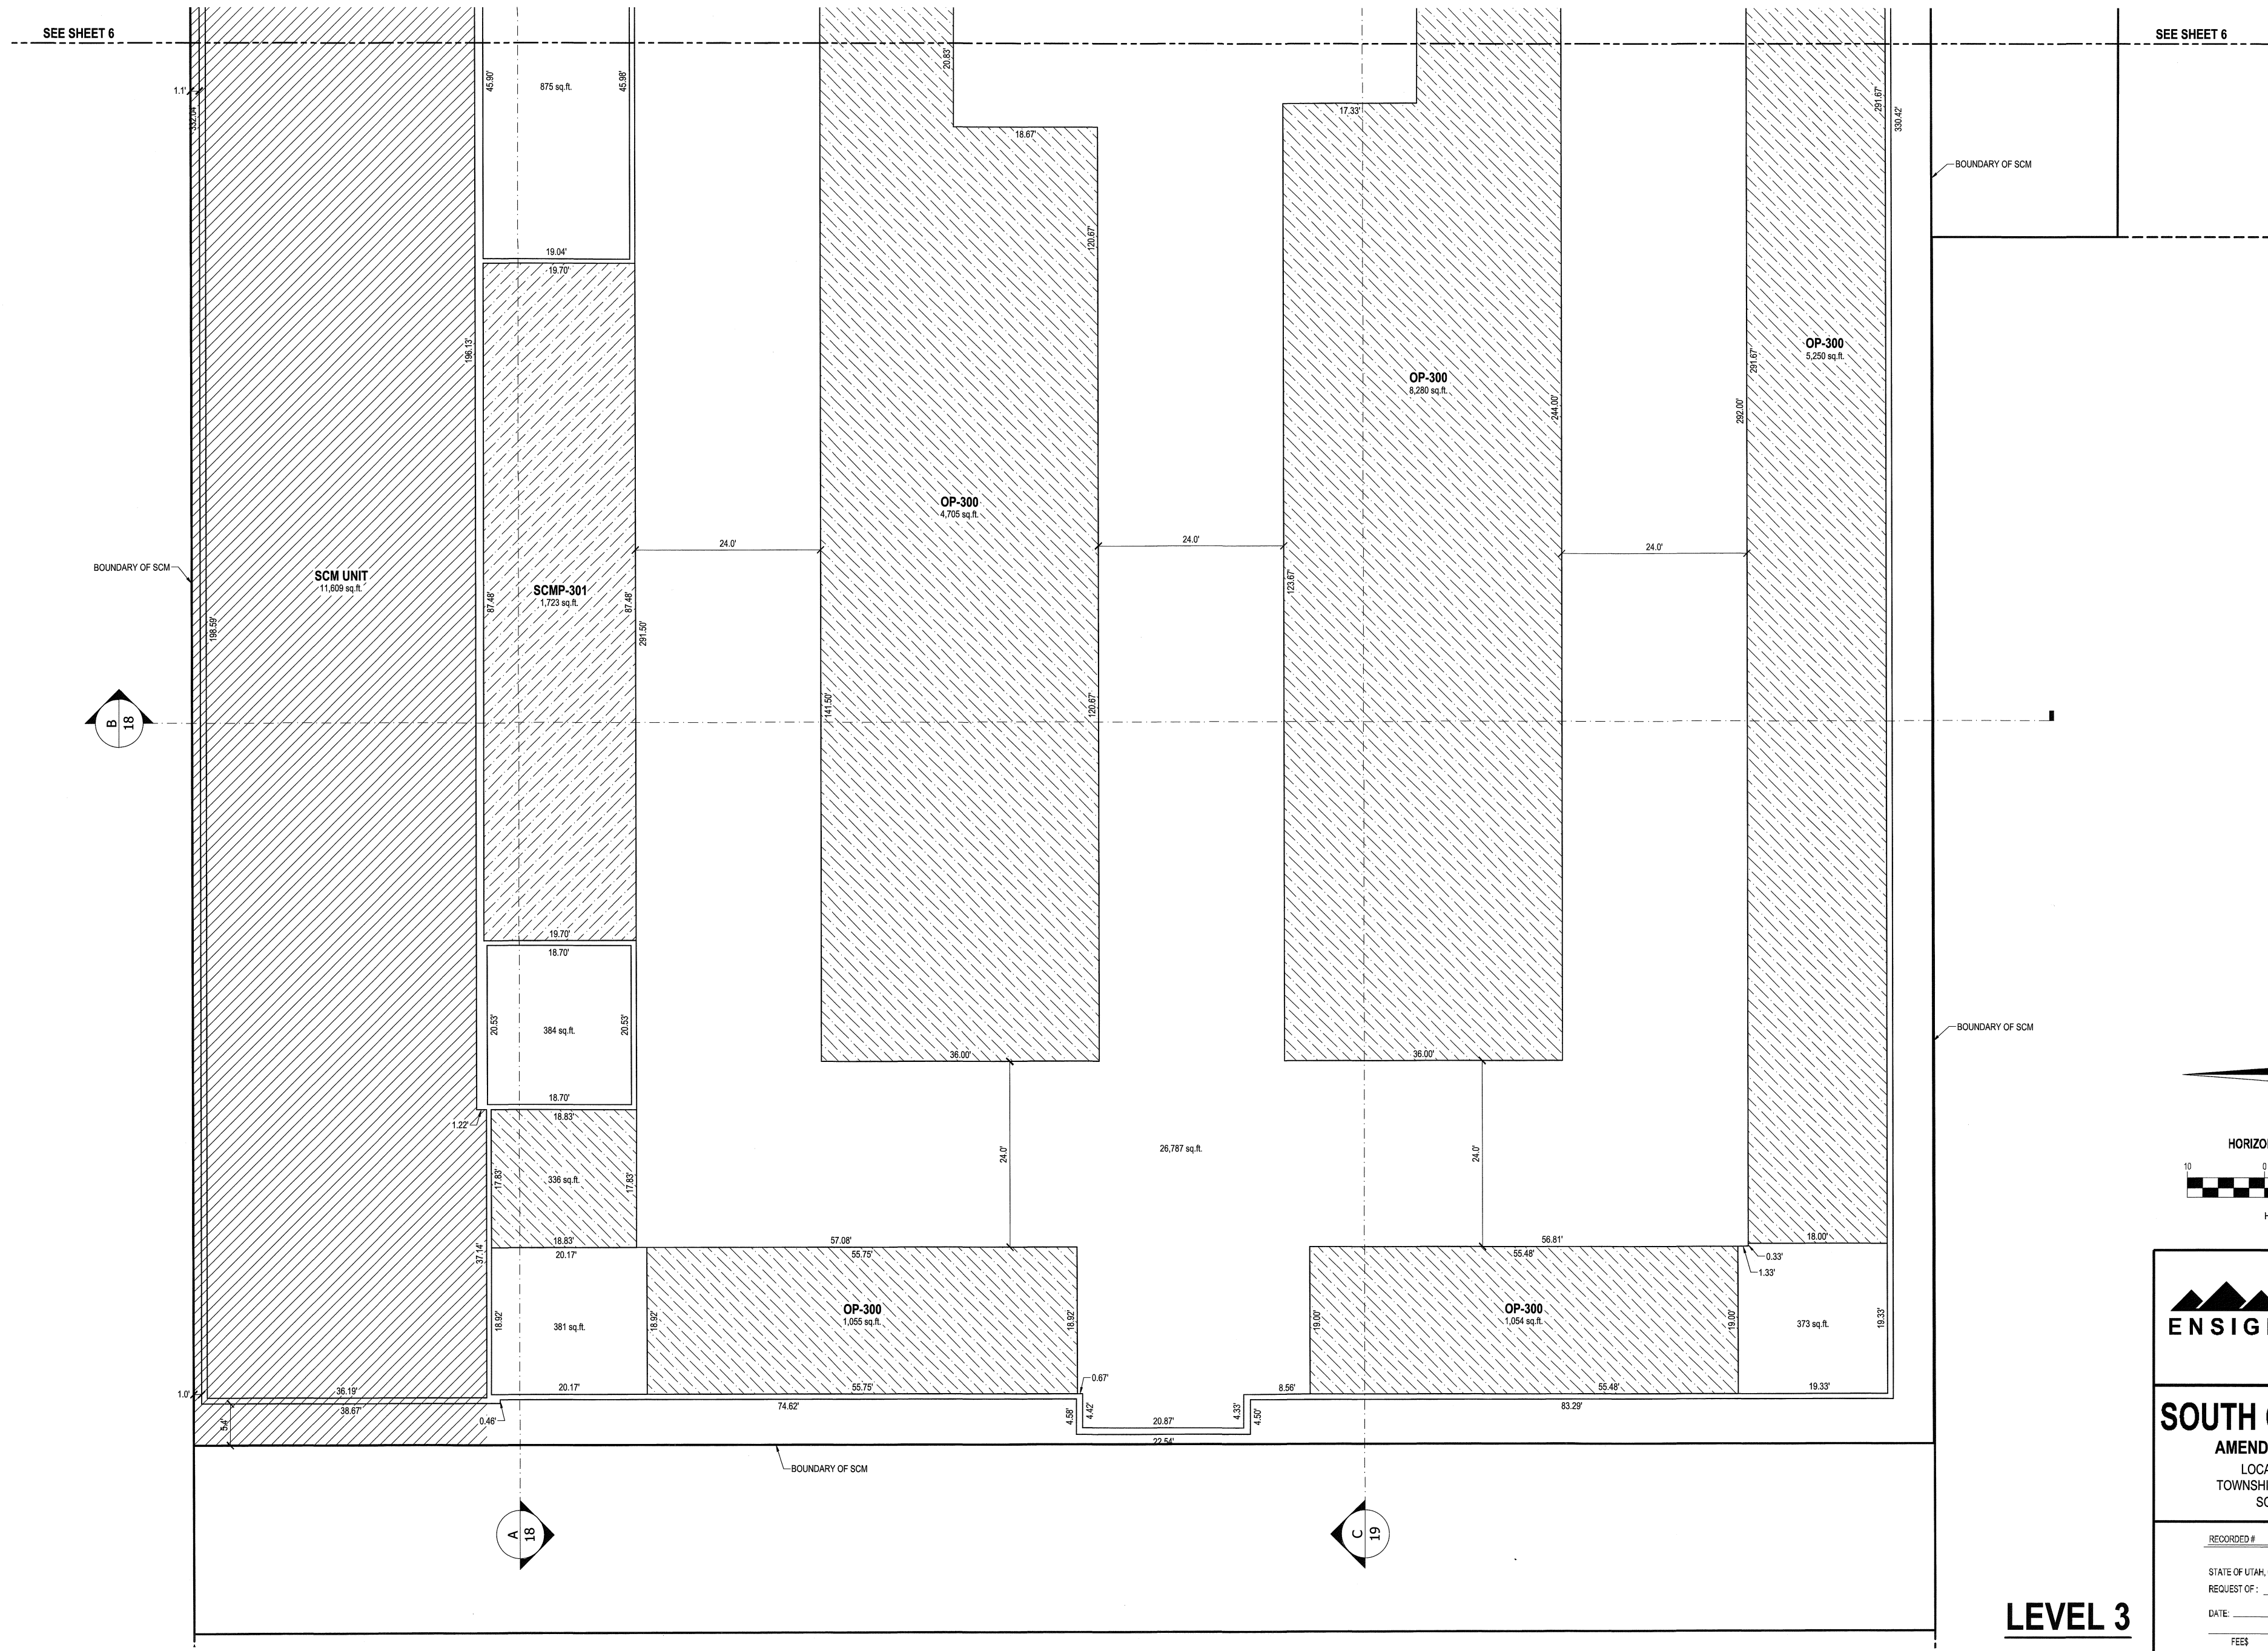 SEE SHEET 6
SEE SHEET 6
1.1'
332.04'
45.90'
875 sq.ft.
45.98'
20.83'
18.67'
17.33'
291.67'
330.42'
BOUNDARY OF SCM
19.04'
19.70'
120.67'
196.13'
OP-300
5,250 sq.ft.
291.67'
OP-300
8,280 sq.ft.
244.00'
292.00'
OP-300
4,705 sq.ft.
24.0'
24.0'
24.0'
BOUNDARY OF SCM
SCM UNIT
11,609 sq.ft.
SCMP-301
1,723 sq.ft.
87.48'
87.48'
123.67'
198.59'
291.50'
141.50'
120.67'
B
18
19.70'
18.70'
20.53'
384 sq.ft.
20.53'
BOUNDARY OF SCM
36.00'
36.00'
18.70'
18.83'
1.22'
24.0'
26,787 sq.ft.
24.0'
HORIZO
10
0
H
17.83'
336 sq.ft.
17.83'
18.83'
20.17'
37.14'
57.08'
55.75'
56.81'
55.48'
18.00'
0.33'
1.33'
18.92'
381 sq.ft.
18.92'
OP-300
1,055 sq.ft.
18.92'
19.00'
OP-300
1,054 sq.ft.
19.00'
373 sq.ft.
19.33'
ENSIG
1.0'
36.19'
38.67'
5.4'
20.17'
0.46'
55.75'
74.62'
0.67'
4.58'
4.42'
20.87'
22.54'
4.33'
4.50'
8.56'
55.48'
83.29'
19.33'
BOUNDARY OF SCM
SOUTH
AMEND
LOCA
TOWNSHI
SO
A
18
C
19
RECORDED #
STATE OF UTAH,
REQUEST OF :
DATE:
FEE$
LEVEL 3